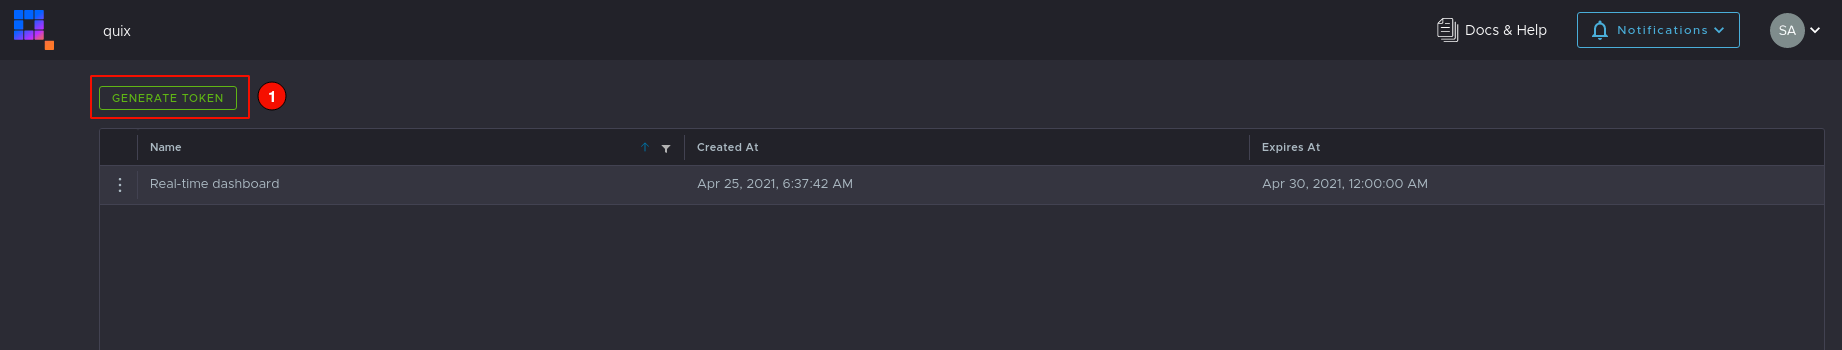 quix
Docs & Help
Notifications
SA
GENERATE TOKEN
1
Name
Created At
Expires At
Real-time dashboard
Apr 25, 2021, 6:37:42 AM
Apr 30, 2021, 12:00:00 AM